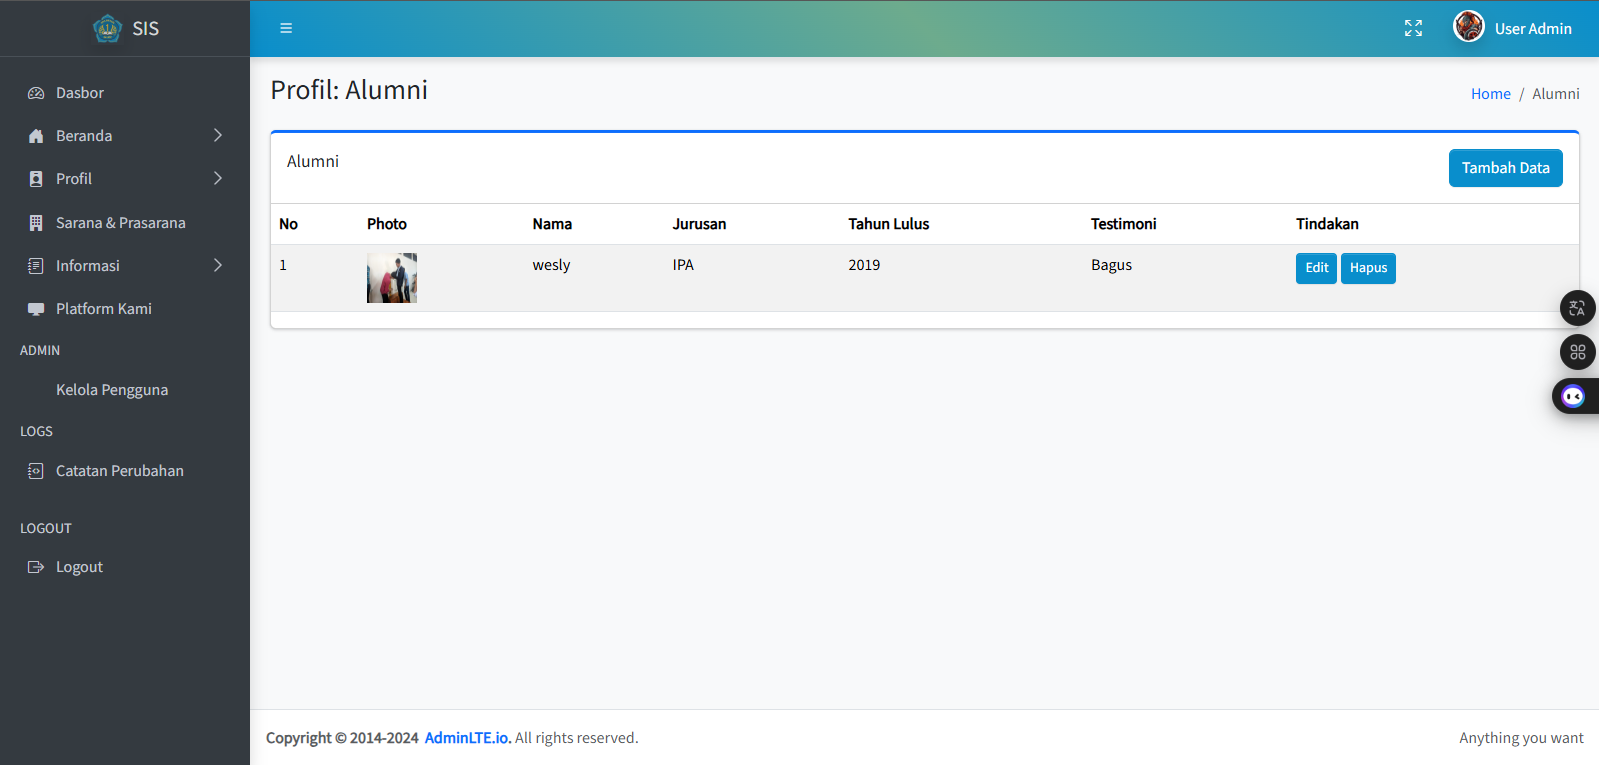 SIS
User Admin
Dasbor
Beranda
Profil
Sarana & Prasarana
Informasi
Platform Kami
ADMIN
Kelola Pengguna
LOGS
Catatan Perubahan
LOGOUT
Logout
Profil: Alumni
Home / Alumni
Alumni
Tambah Data
No Photo Nama Jurusan Tahun Lulus Testimoni Tindakan
1 wesly IPA 2019 Bagus Edit Hapus
Copyright © 2014-2024 AdminLTE.io. All rights reserved.
Anything you want